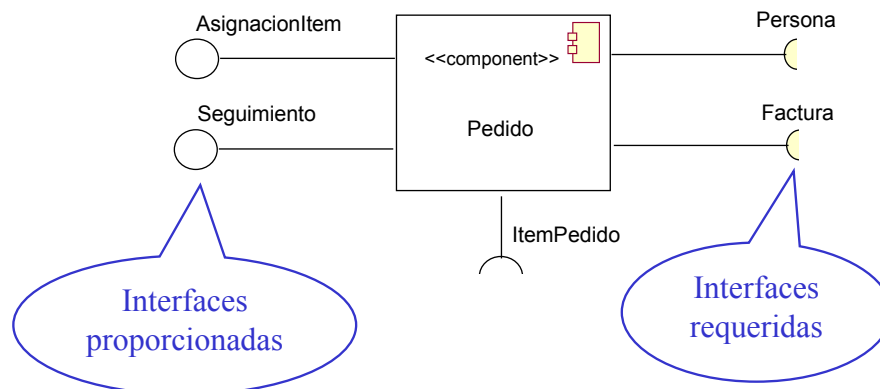 AsignacionItem
Persona
<<component>>
Seguimiento
Pedido
Factura
ItemPedido
Interfaces
proporcionadas
Interfaces
requeridas